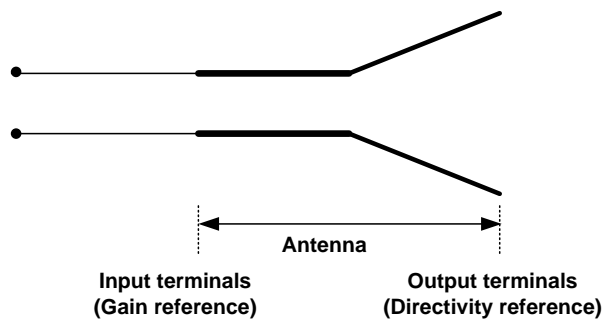 Antenna
Input terminals
(Gain reference)
Output terminals
(Directivity reference)